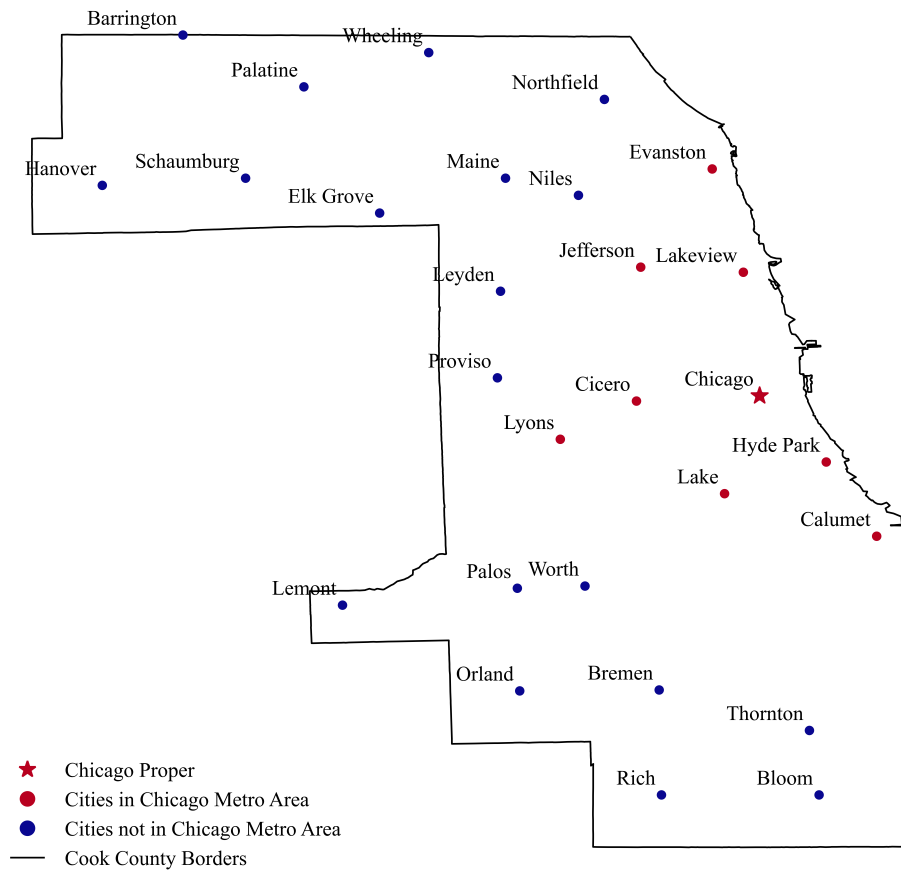 Barrington
Wheeling
Palatine
Northfield
Evanston
Hanover
Schaumburg
Maine
Niles
Elk Grove
Jefferson
Lakeview
Leyden
Proviso
Cicero
Chicago
Lyons
Hyde Park
Lake
Calumet
Palos
Worth
Lemont
Orland
Bremen
Thornton
Rich
Bloom
Chicago Proper
Cities in Chicago Metro Area
Cities not in Chicago Metro Area
Cook County Borders